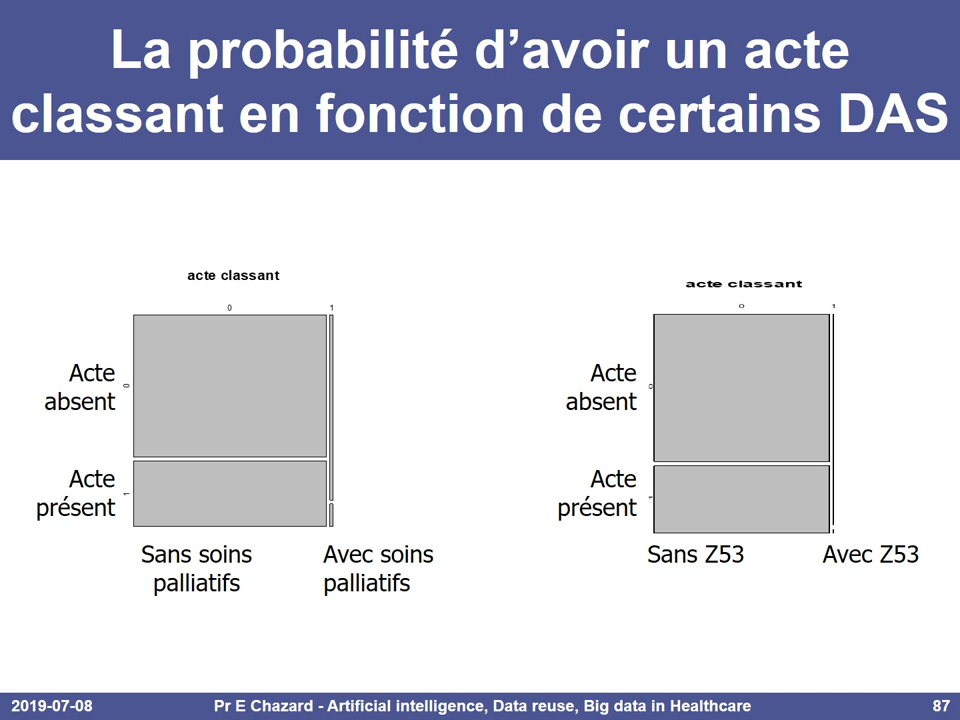 La probabilité d’avoir un acte
classant en fonction de certains DAS
acte classant
0
1
Acte
absent
0
Acte
présent
1
Sans soins
palliatifs
Avec soins
palliatifs
acte classant
0
1
Acte
absent
0
Acte
présent
1
Sans Z53
Avec Z53
2019-07-08
Pr E Chazard - Artificial intelligence, Data reuse, Big data in Healthcare
87